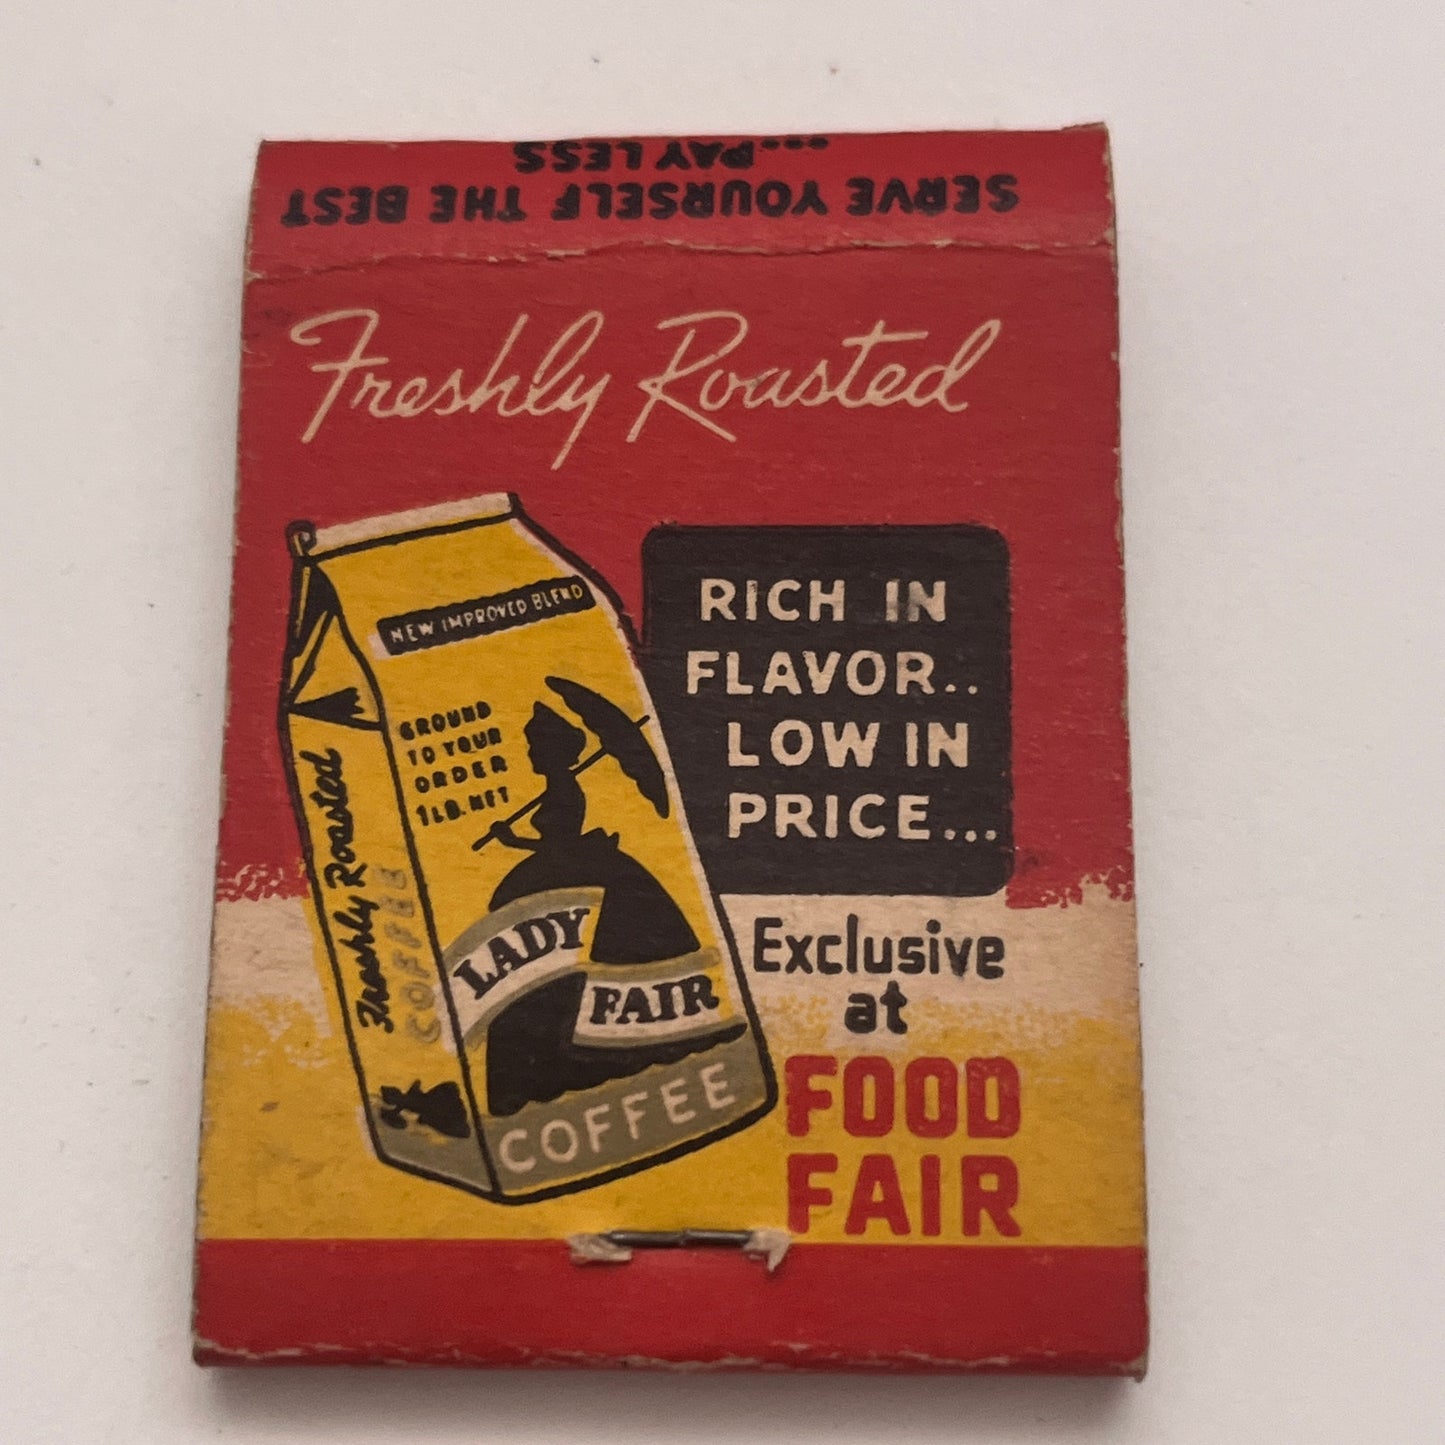 SERVE YOURSELF THE BEST
...PAY LESS
Freshly Roasted
NEW IMPROVED BLEND
GROUND
TO YOUR
ORDER
1 LB. NET
Freshly Roasted
COFFEE
LADY
FAIR
COFFEE
RICH IN
FLAVOR..
LOW IN
PRICE...
Exclusive
at
FOOD
FAIR